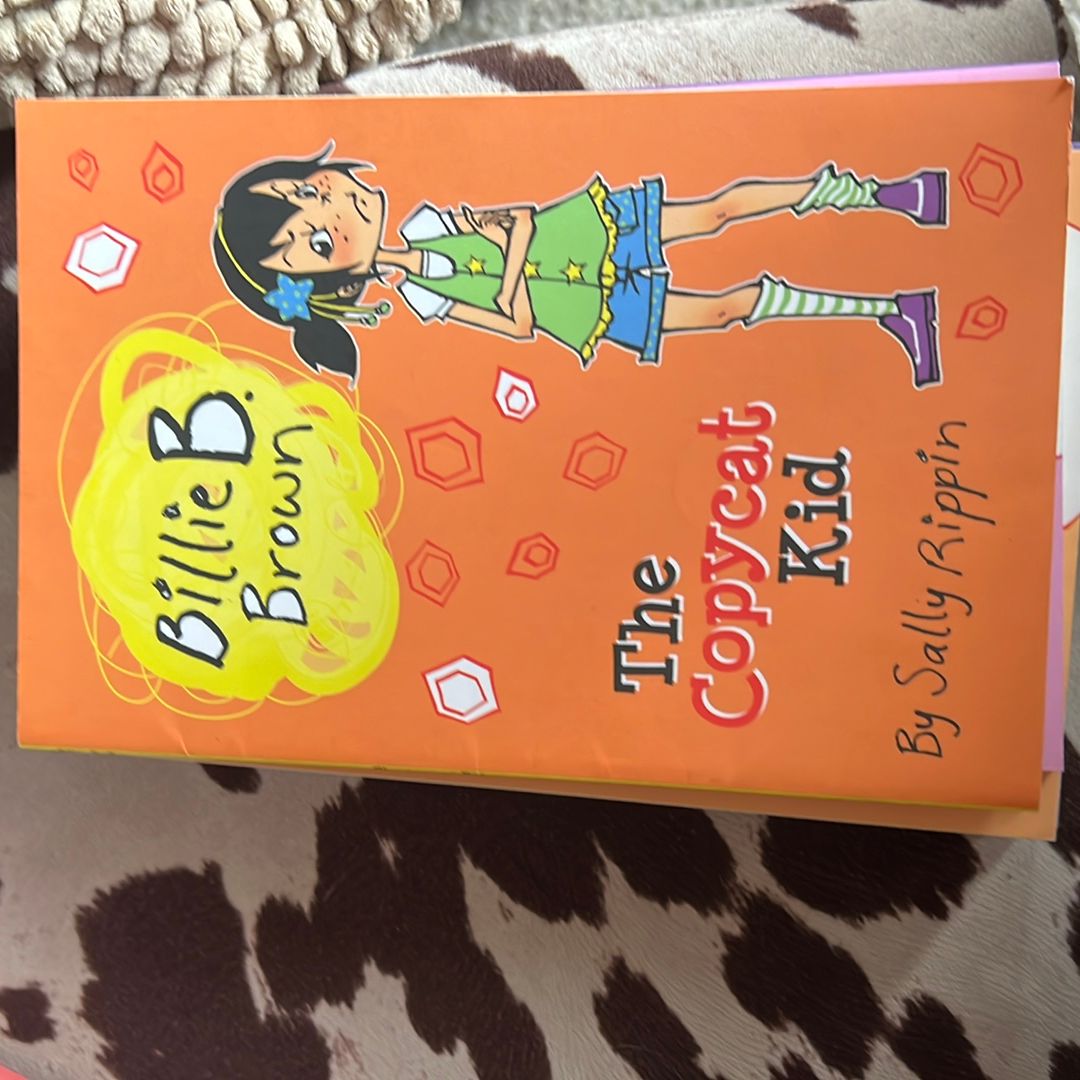 Billie B.
Brown
The
Copycat
Kid
By Sally Rippin